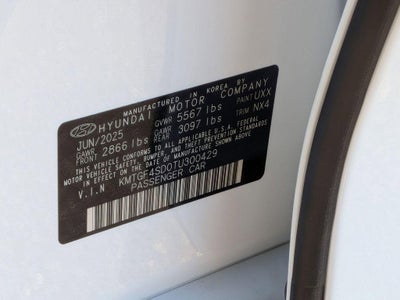 MANUFACTURED IN KOREA BY
HYUNDAI MOTOR COMPANY
JUN/2025 GVWR 5567 lbs PAINT UXX
GAWR FRONT 2866 lbs GAWR REAR 3097 lbs TRIM NX4
THIS VEHICLE CONFORMS TO ALL APPLICABLE U.S.A. FEDERAL
MOTOR VEHICLE SAFETY, BUMPER, AND THEFT PREVENTION STANDARDS
IN EFFECT ON THE DATE OF MANUFACTURE SHOWN ABOVE.
V.I.N KMTGF4SD0TU300429
PASSENGER CAR